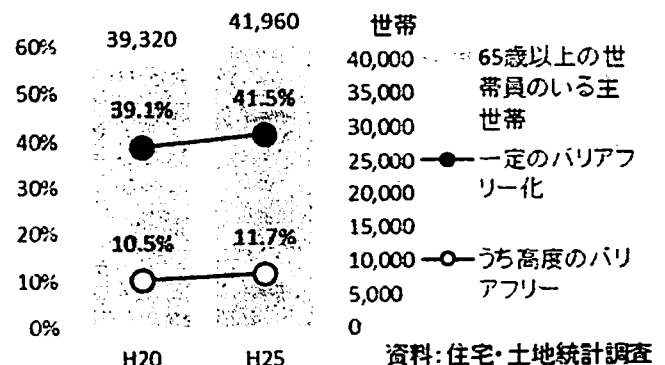 世帯
60%
50%
40%
30%
20%
10%
0%
39,320
41,960
39.1%
41.5%
10.5%
11.7%
H20
H25
40,000
35,000
30,000
25,000
20,000
15,000
10,000
5,000
0
65歳以上の世
帯員のいる主
世帯
一定のバリアフ
リー化
うち高度のバリ
アフリー
資料:住宅・土地統計調査